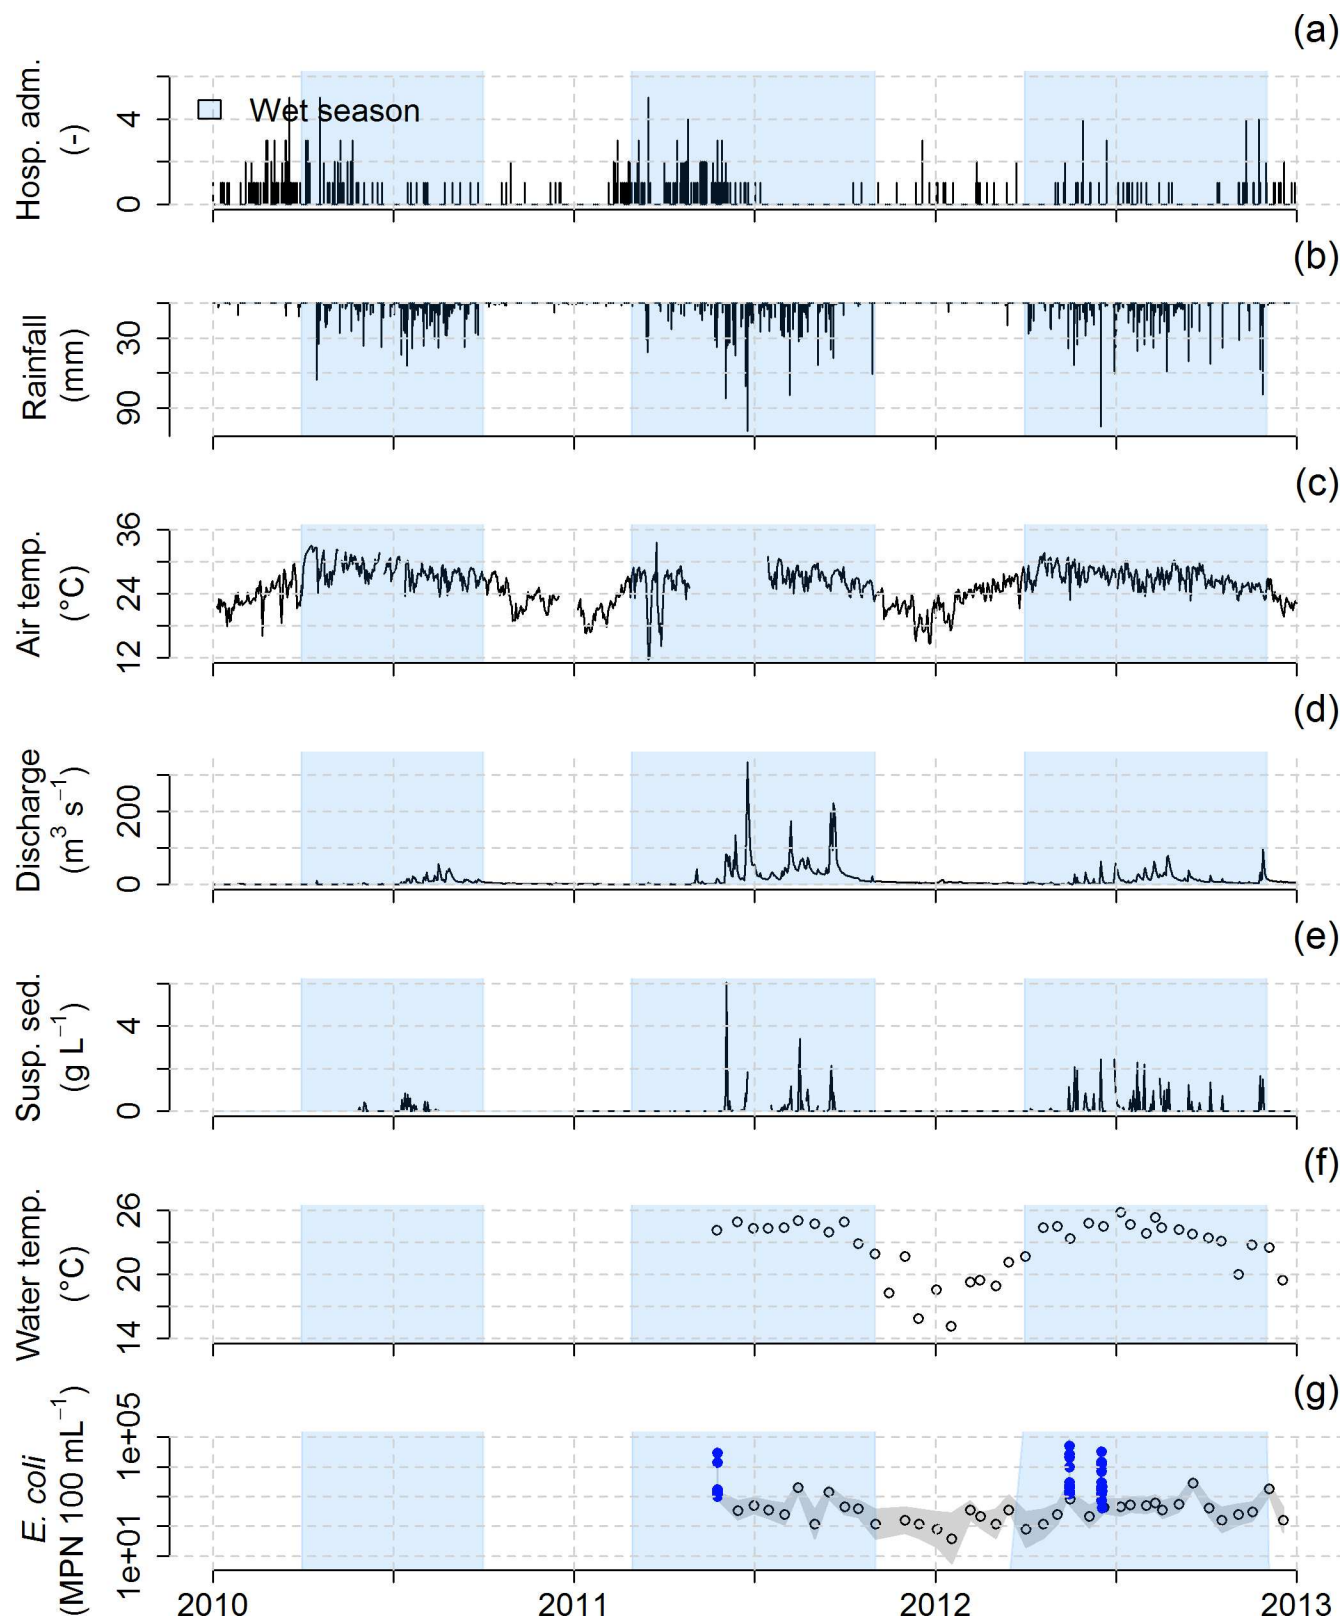 (a)
Hosp. adm.
(-)
4
0
Wet season
(b)
Rainfall
(mm)
30
90
(c)
Air temp.
(°C)
36
24
12
(d)
Discharge
(m³ s⁻¹)
200
0
(e)
Susp. sed.
(g L⁻¹)
4
0
(f)
Water temp.
(°C)
26
20
14
(g)
E. coli
(MPN 100 mL⁻¹)
1e+05
1e+01
2010 2011 2012 2013